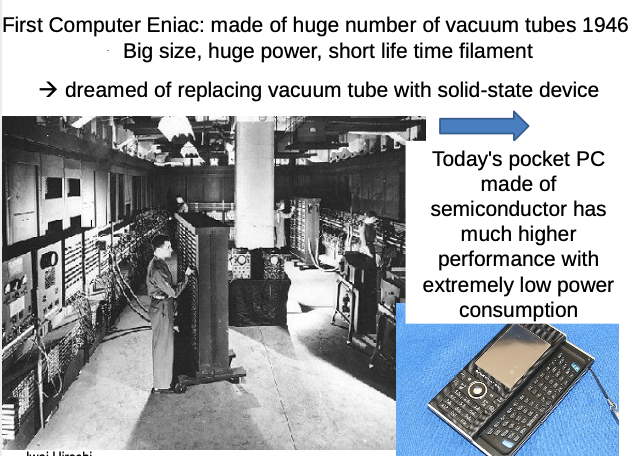 First Computer Eniac: made of huge number of vacuum tubes 1946
Big size, huge power, short life time filament
→ dreamed of replacing vacuum tube with solid-state device
Today's pocket PC
made of
semiconductor has
much higher
performance with
extremely low power
consumption